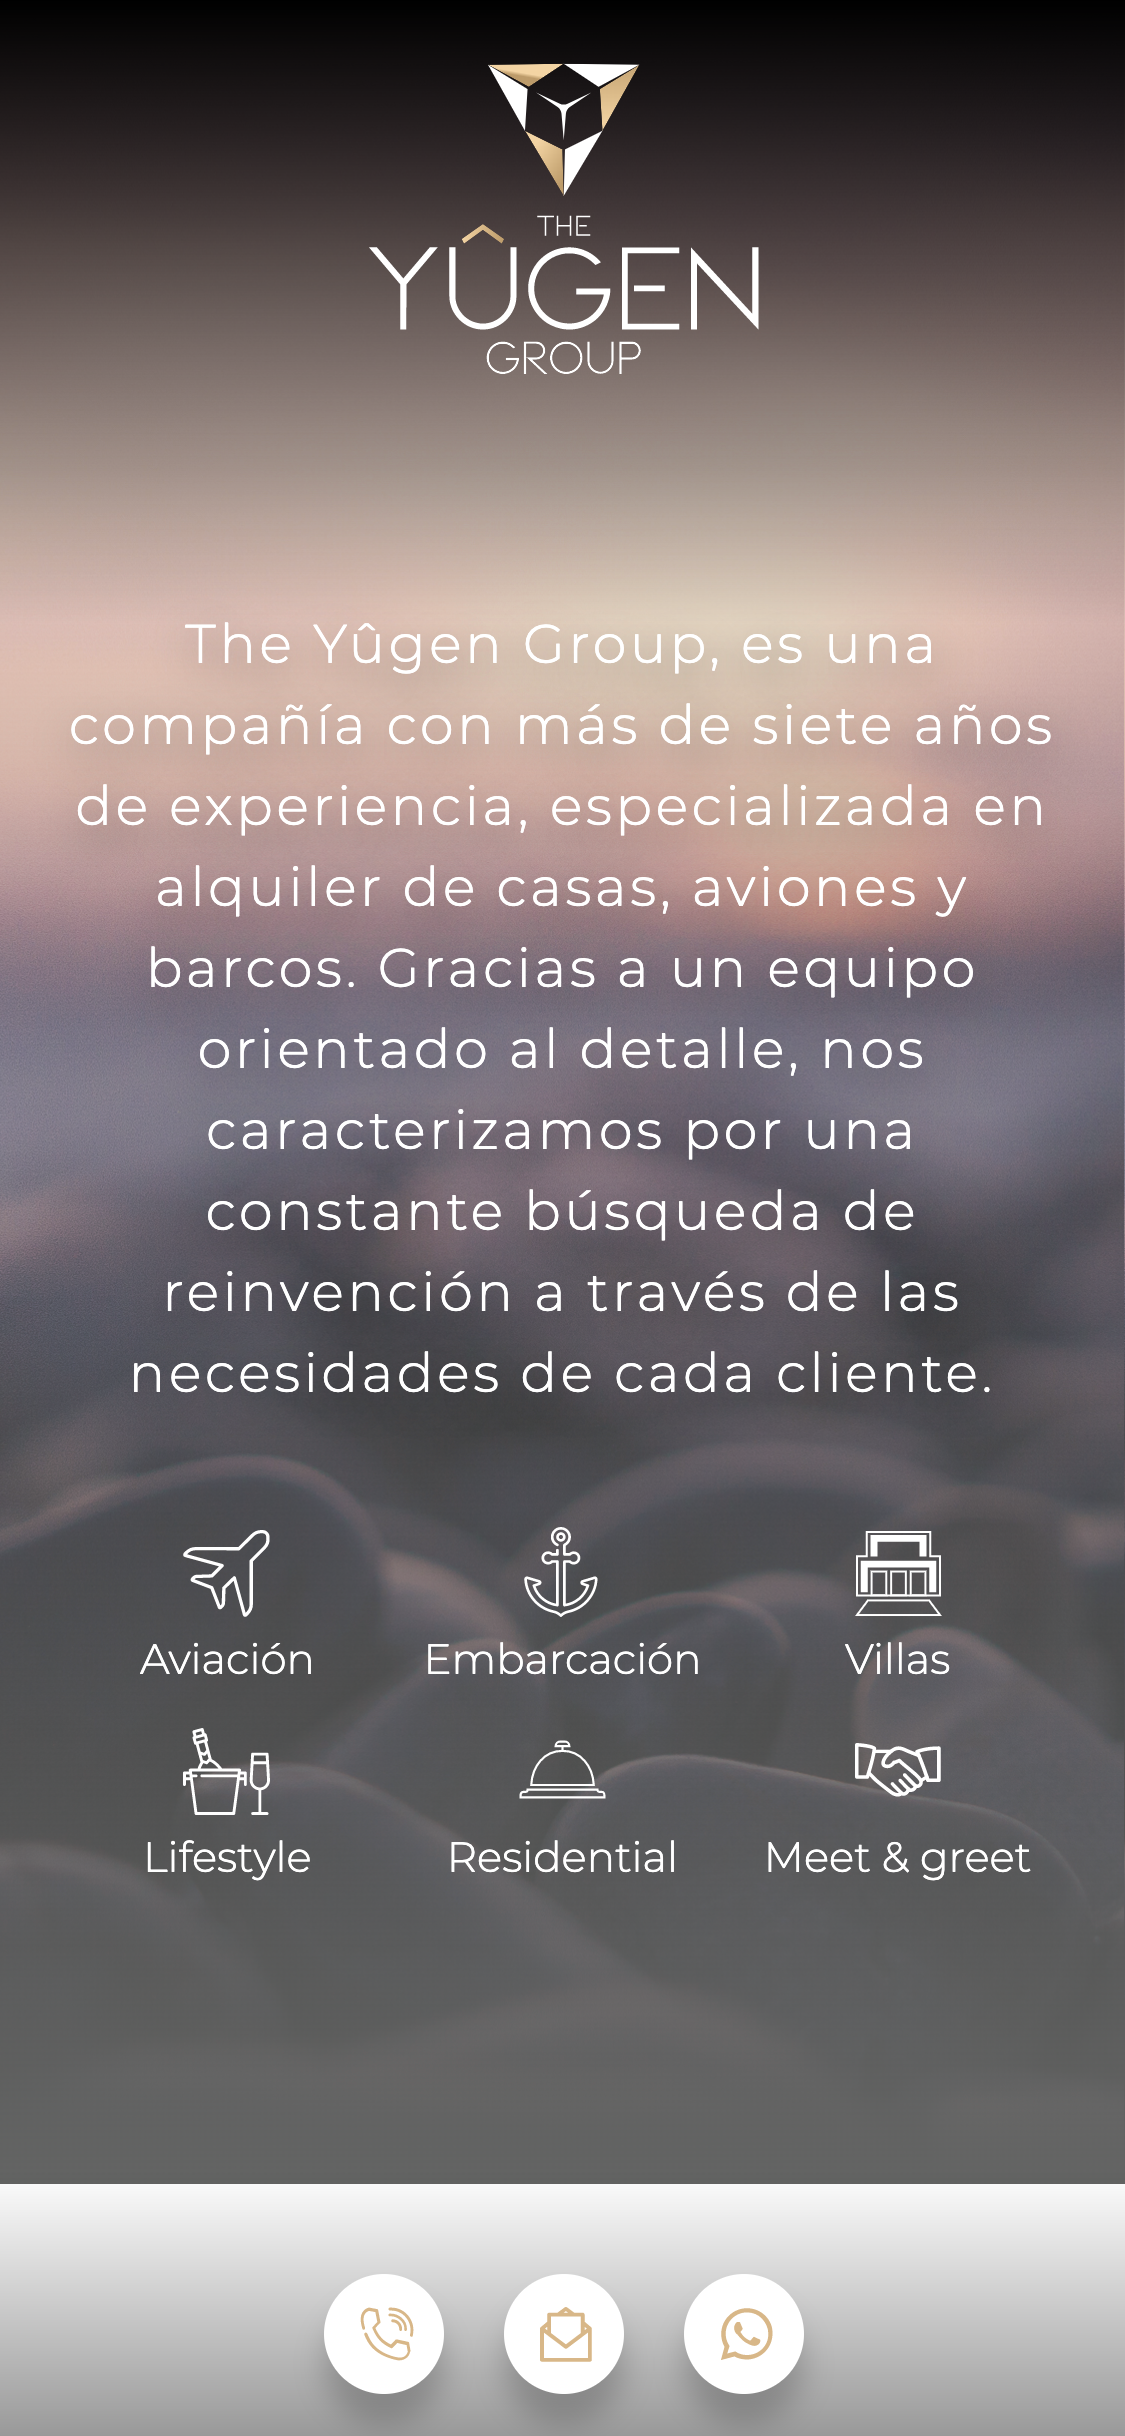 THE
YÛGEN
GROUP
The Yûgen Group, es una
compañía con más de siete años
de experiencia, especializada en
alquiler de casas, aviones y
barcos. Gracias a un equipo
orientado al detalle, nos
caracterizamos por una
constante búsqueda de
reinvención a través de las
necesidades de cada cliente.
Aviación
Embarcación
Villas
Lifestyle
Residential
Meet & greet